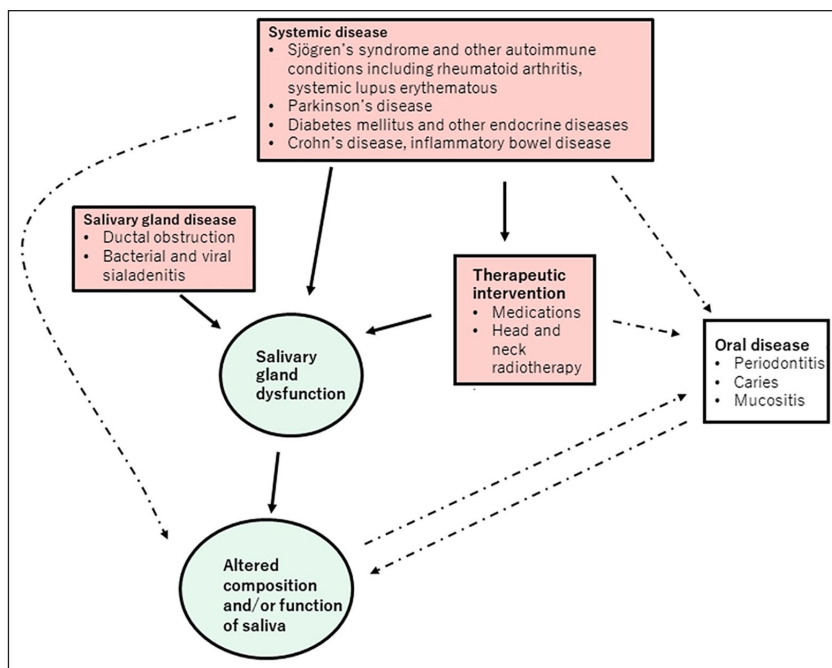 Systemic disease
• Sjögren's syndrome and other autoimmune
conditions including rheumatoid arthritis,
systemic lupus erythematous
• Parkinson's disease
• Diabetes mellitus and other endocrine diseases
• Crohn's disease, inflammatory bowel disease
Salivary gland disease
• Ductal obstruction
• Bacterial and viral
sialadenitis
Therapeutic
intervention
• Medications
• Head and
neck
radiotherapy
Oral disease
• Periodontitis
• Caries
• Mucositis
Salivary
gland
dysfunction
Altered
composition
and/or function
of saliva